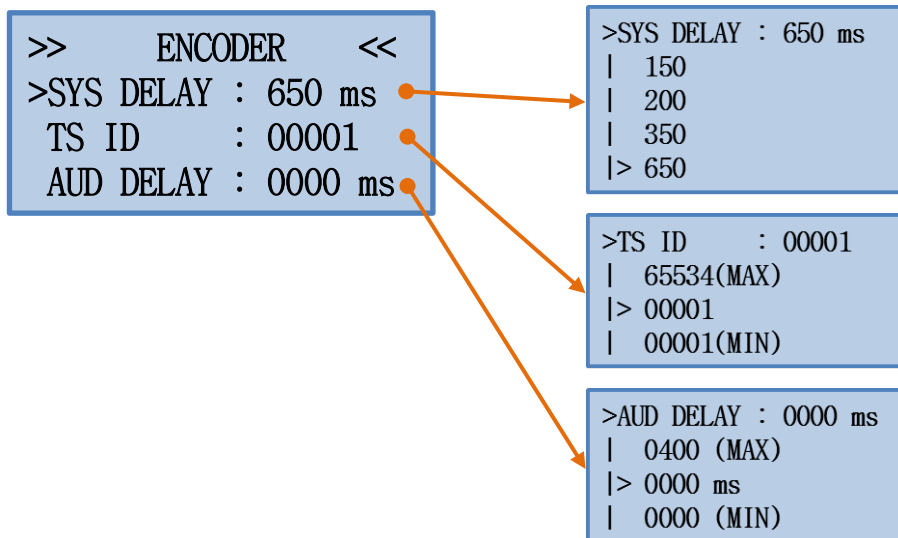 >> ENCODER <<
>SYS DELAY : 650 ms
TS ID : 00001
AUD DELAY : 0000 ms
>SYS DELAY : 650 ms
| 150
| 200
| 350
|> 650
>TS ID : 00001
| 65534(MAX)
|> 00001
| 00001(MIN)
>AUD DELAY : 0000 ms
| 0400 (MAX)
|> 0000 ms
| 0000 (MIN)